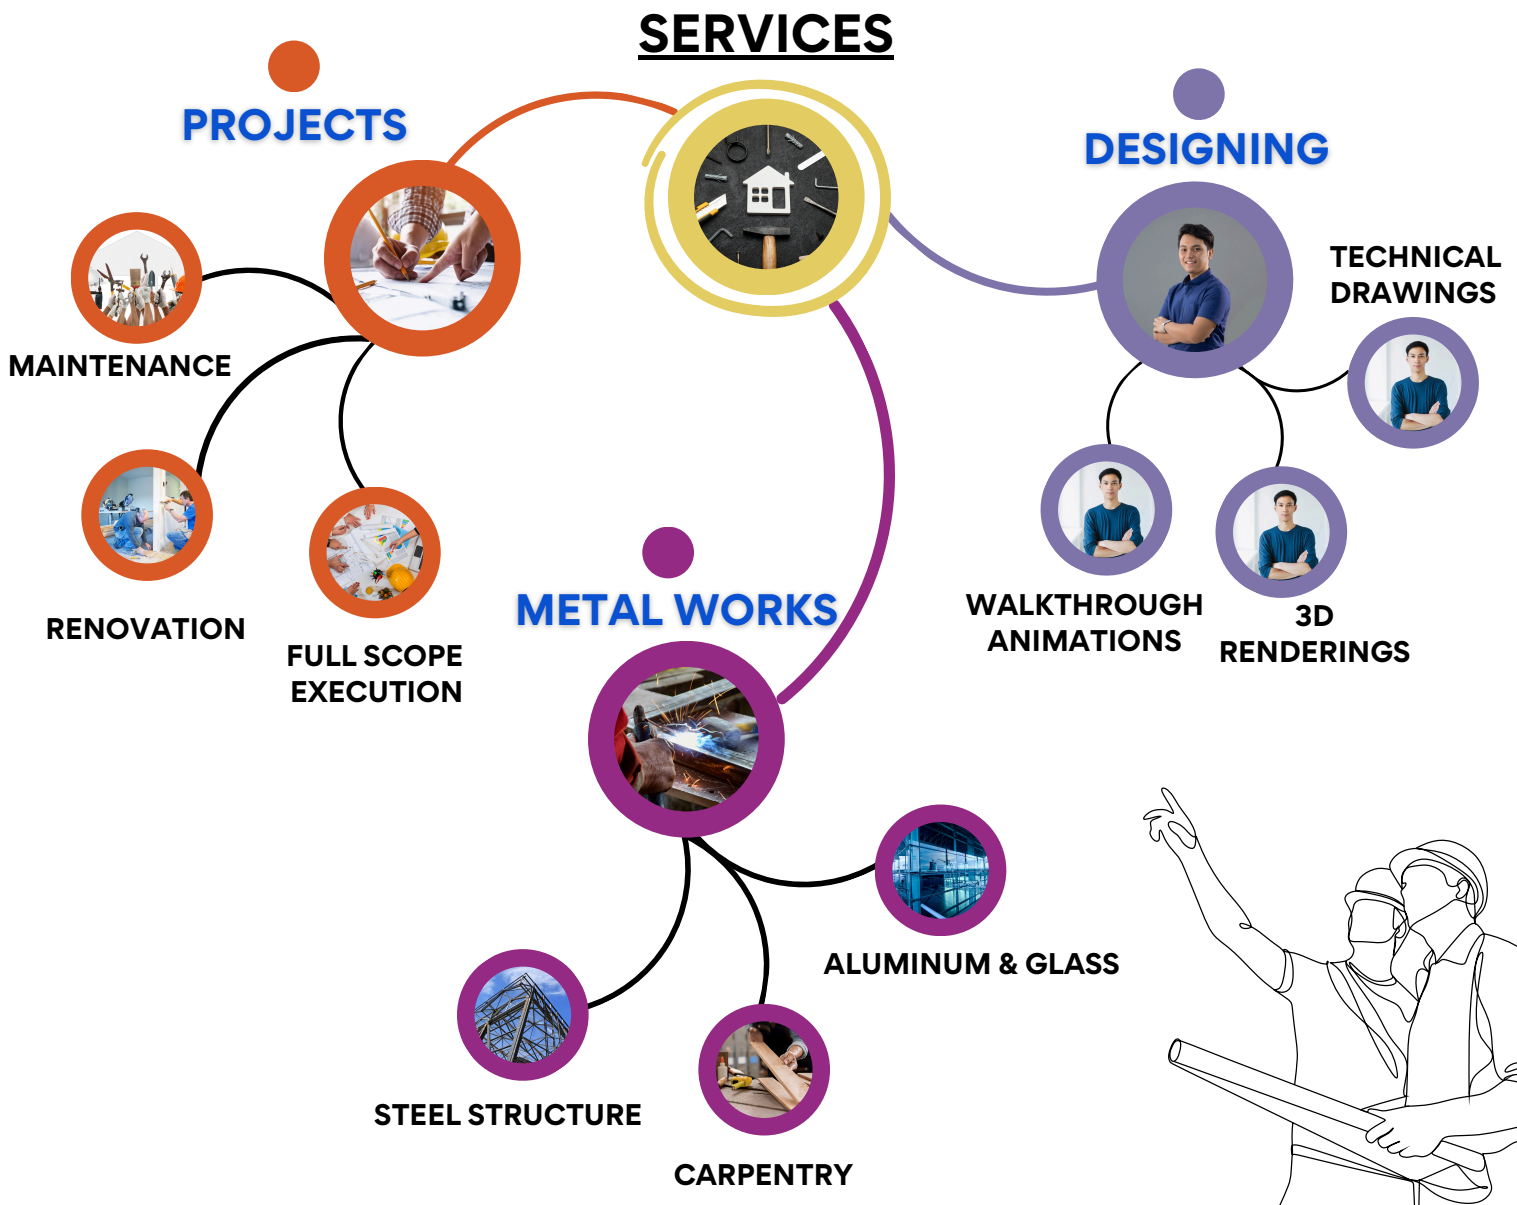 SERVICES
PROJECTS
MAINTENANCE
RENOVATION
FULL SCOPE
EXECUTION
DESIGNING
TECHNICAL
DRAWINGS
WALKTHROUGH
ANIMATIONS
3D
RENDERINGS
METAL WORKS
ALUMINUM & GLASS
STEEL STRUCTURE
CARPENTRY